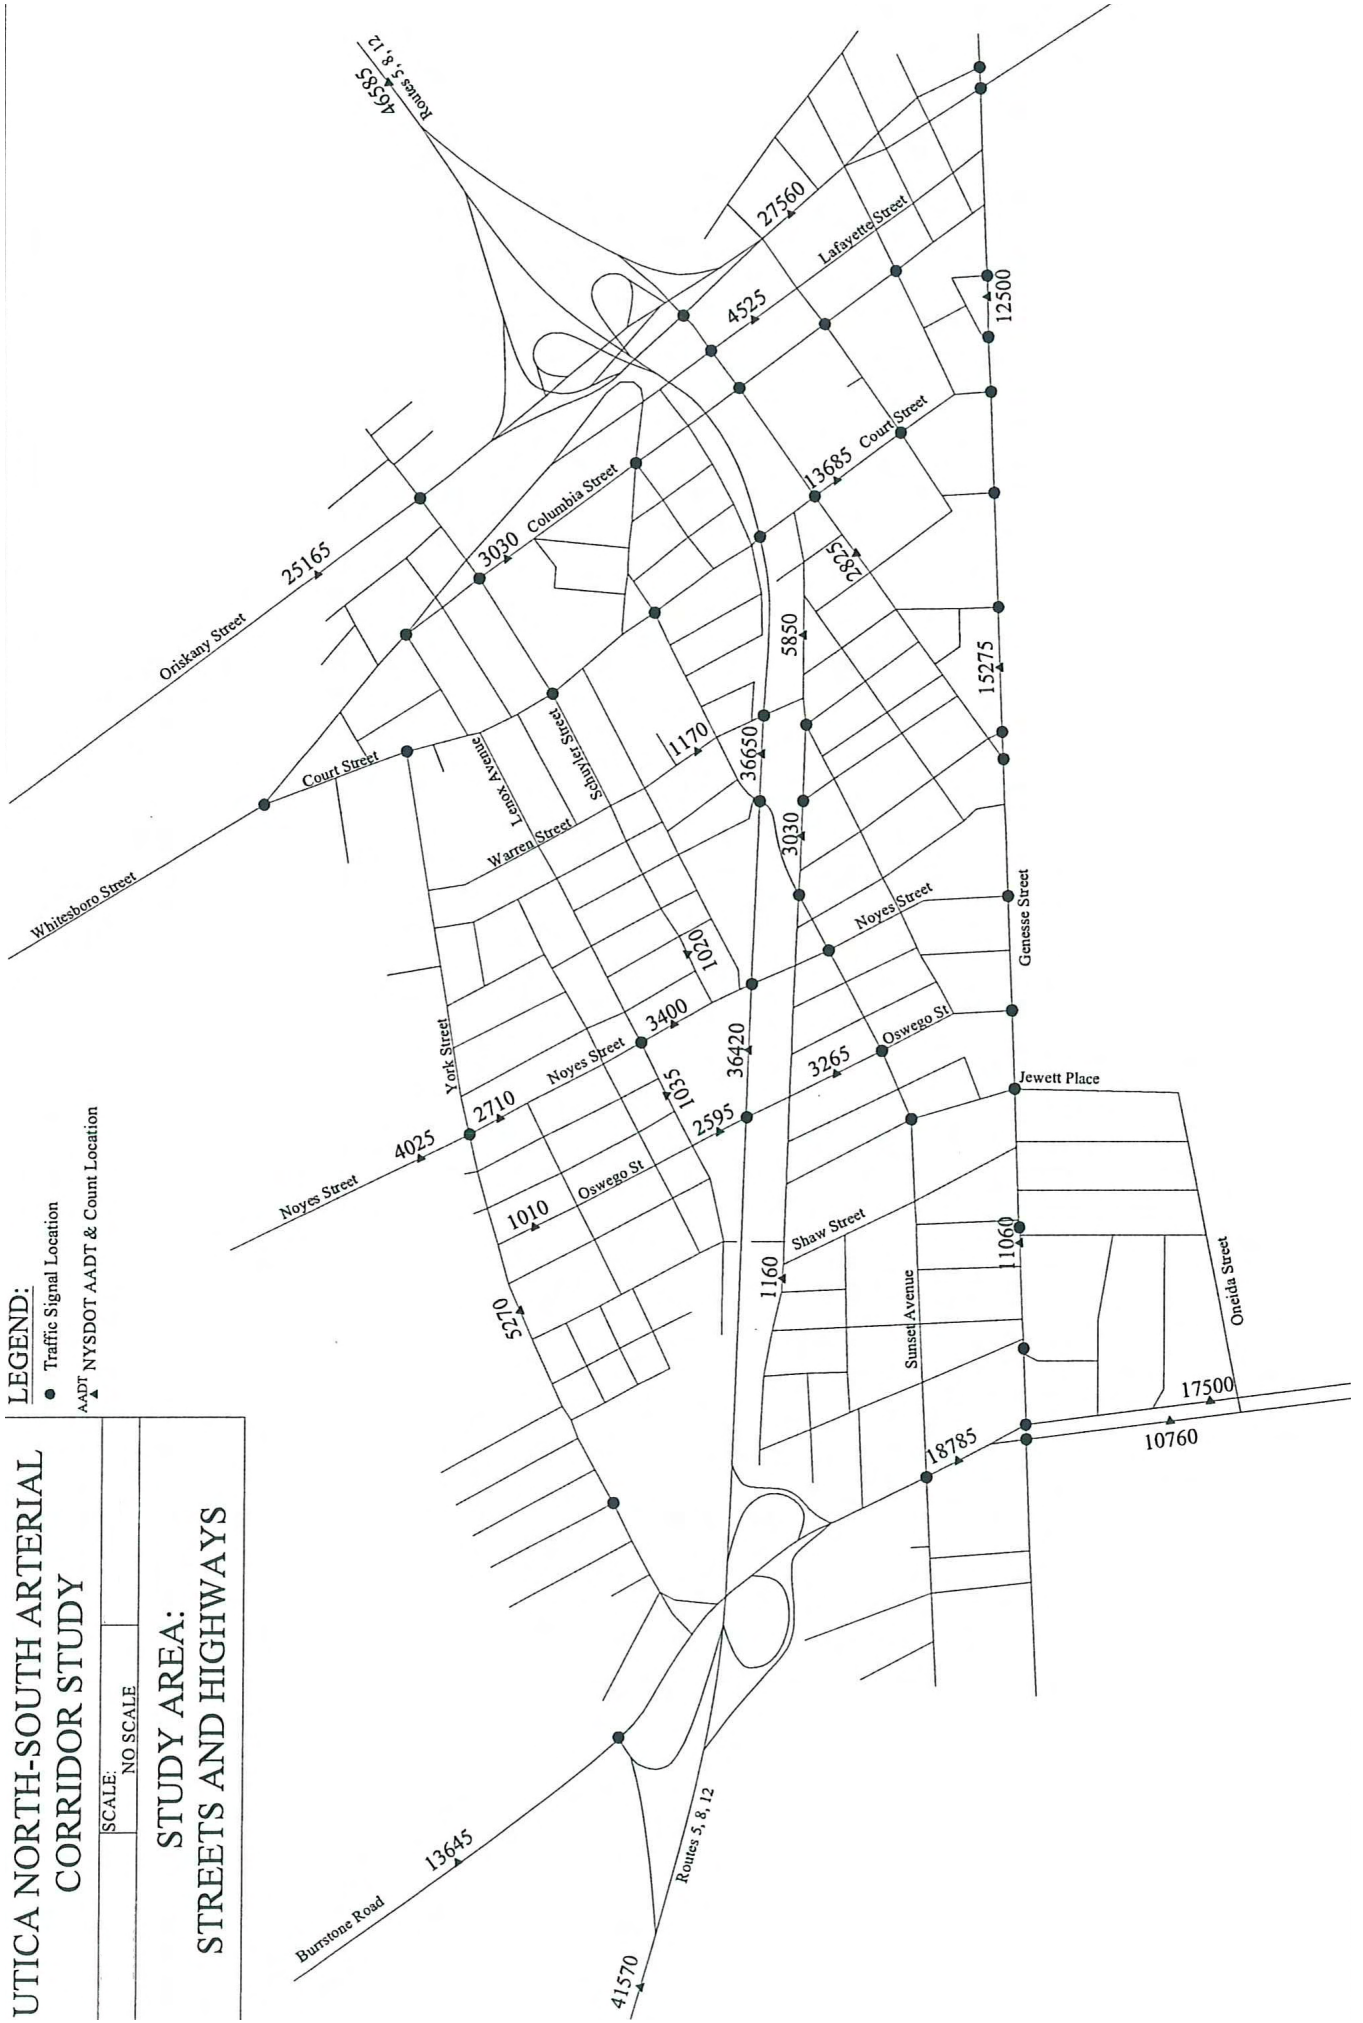 UTICA NORTH-SOUTH ARTERIAL
CORRIDOR STUDY
SCALE:
NO SCALE
STUDY AREA:
STREETS AND HIGHWAYS
LEGEND:
Traffic Signal Location
AADT
NYSDOT AADT & Count Location
46585
Routes 5, 8, 12
27560
Lafayette Street
4525
12500
Court Street
13685
Columbia Street
3030
25165
Oriskany Street
2825
5850
15275
Court Street
Lenox Avenue
Schuyler Street
1170
36650
Warren Street
3030
Whitesboro Street
Noyes Street
Genesse Street
1020
3400
York Street
Noyes Street
36420
3265
Oswego St
Jewett Place
2710
1035
2595
4025
Noyes Street
1010
Oswego St
Shaw Street
11060
1160
5270
Sunset Avenue
Oneida Street
17500
10760
18785
13645
Burrstone Road
Routes 5, 8, 12
41570